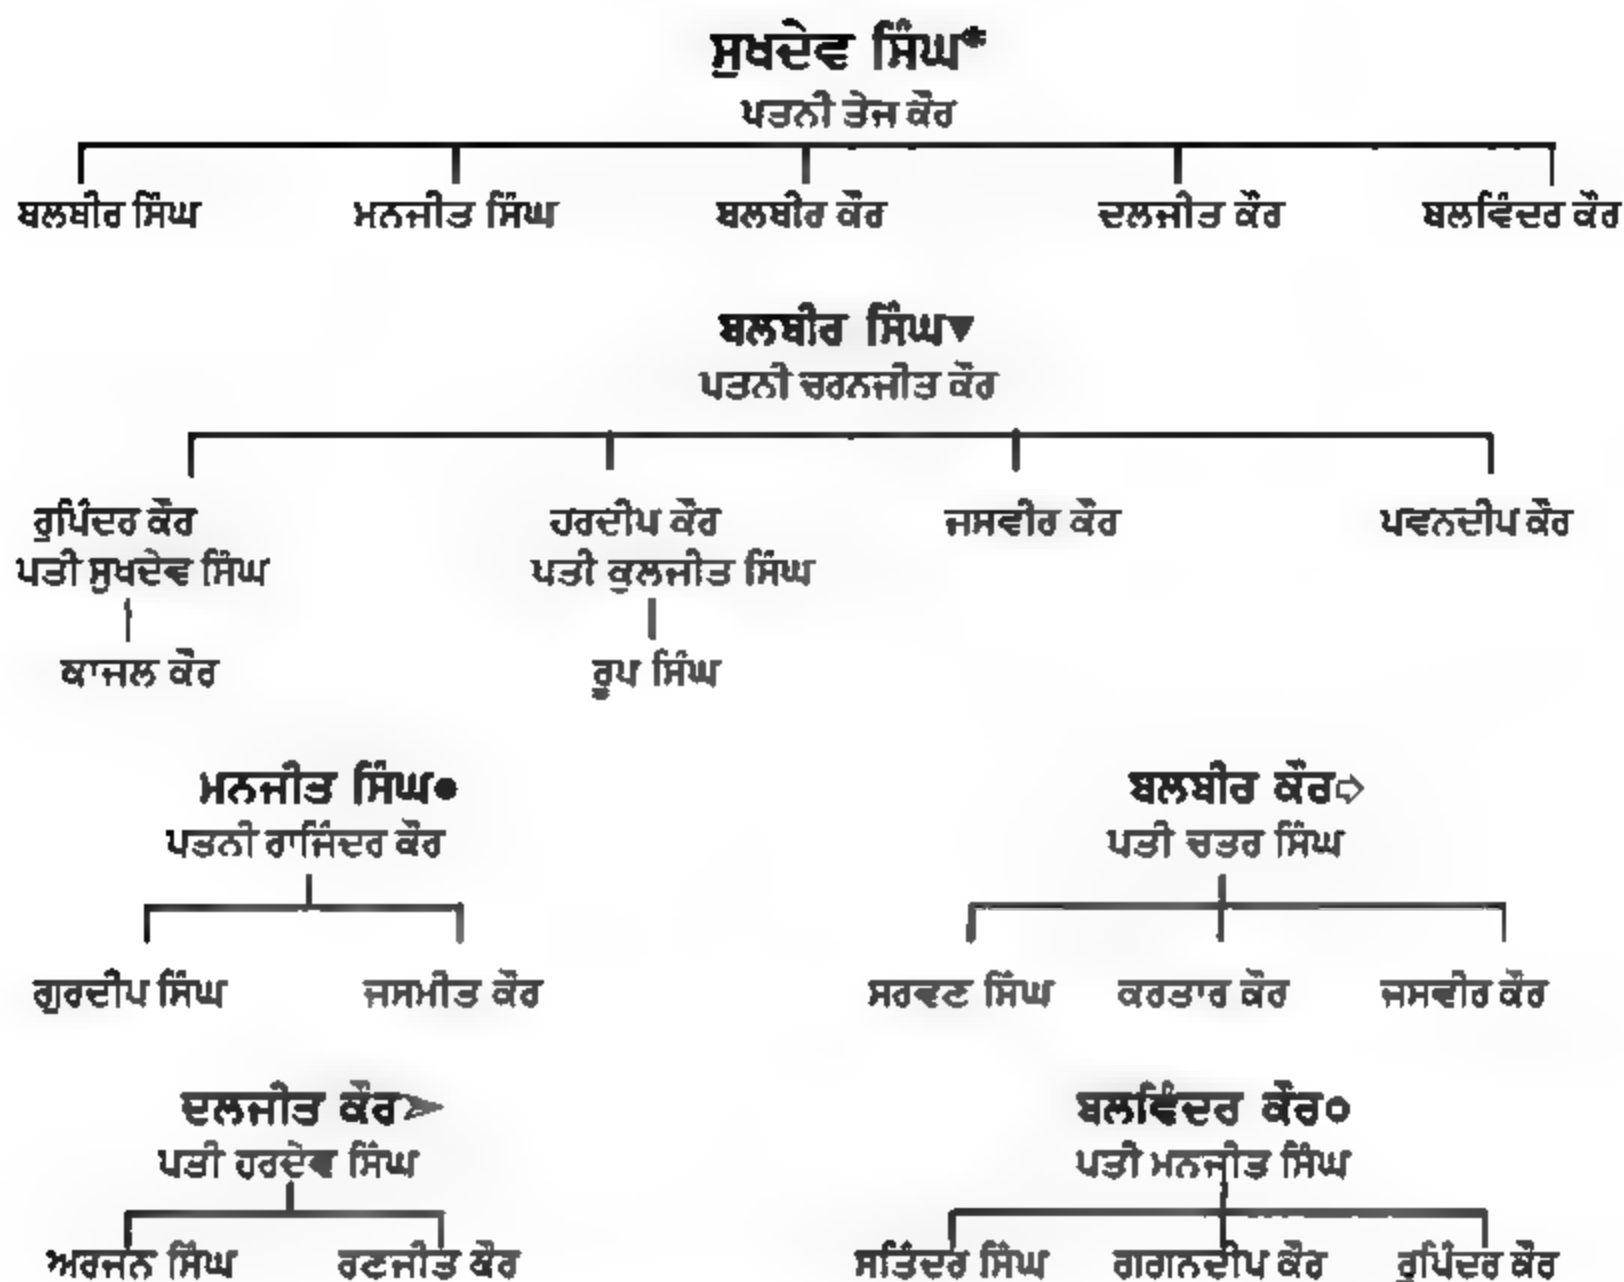 ਸੁਖਦੇਵ ਸਿੰਘ*
ਪਤਨੀ ਤੇਜ ਕੌਰ
ਬਲਬੀਰ ਸਿੰਘ ਮਨਜੀਤ ਸਿੰਘ ਬਲਬੀਰ ਕੌਰ ਦਲਜੀਤ ਕੌਰ ਬਲਵਿੰਦਰ ਕੌਰ
ਬਲਬੀਰ ਸਿੰਘ▼
ਪਤਨੀ ਚਰਨਜੀਤ ਕੌਰ
ਰੁਪਿੰਦਰ ਕੌਰ ਹਰਦੀਪ ਕੌਰ ਜਸਵੀਰ ਕੌਰ ਪਵਨਦੀਪ ਕੌਰ
ਪਤੀ ਸੁਖਦੇਵ ਸਿੰਘ ਪਤੀ ਕੁਲਜੀਤ ਸਿੰਘ
ਕਾਜਲ ਕੌਰ ਰੂਪ ਸਿੰਘ
ਮਨਜੀਤ ਸਿੰਘ● ਬਲਬੀਰ ਕੌਰ⇨
ਪਤਨੀ ਰਾਜਿੰਦਰ ਕੌਰ ਪਤੀ ਚਤਰ ਸਿੰਘ
ਗੁਰਦੀਪ ਸਿੰਘ ਜਸਮੀਤ ਕੌਰ ਸਰਵਣ ਸਿੰਘ ਕਰਤਾਰ ਕੌਰ ਜਸਵੀਰ ਕੌਰ
ਦਲਜੀਤ ਕੌਰ➢ ਬਲਵਿੰਦਰ ਕੌਰ○
ਪਤੀ ਹਰਦੇਵ ਸਿੰਘ ਪਤੀ ਮਨਜੀਤ ਸਿੰਘ
ਅਰਜਨ ਸਿੰਘ ਰਣਜੀਤ ਕੌਰ ਸਤਿੰਦਰ ਸਿੰਘ ਗਗਨਦੀਪ ਕੌਰ ਰੁਪਿੰਦਰ ਕੌਰ